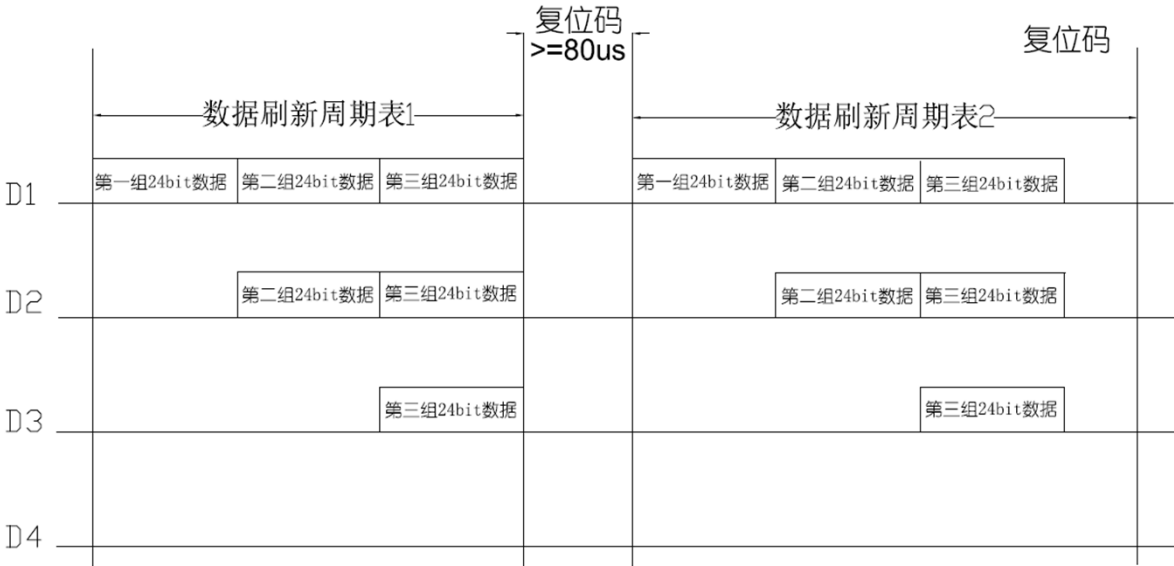 复位码
>=80us
复位码
数据刷新周期表1
数据刷新周期表2
D1
第一组24bit数据
第二组24bit数据
第三组24bit数据
第一组24bit数据
第二组24bit数据
第三组24bit数据
D2
第二组24bit数据
第三组24bit数据
第二组24bit数据
第三组24bit数据
D3
第三组24bit数据
第三组24bit数据
D4